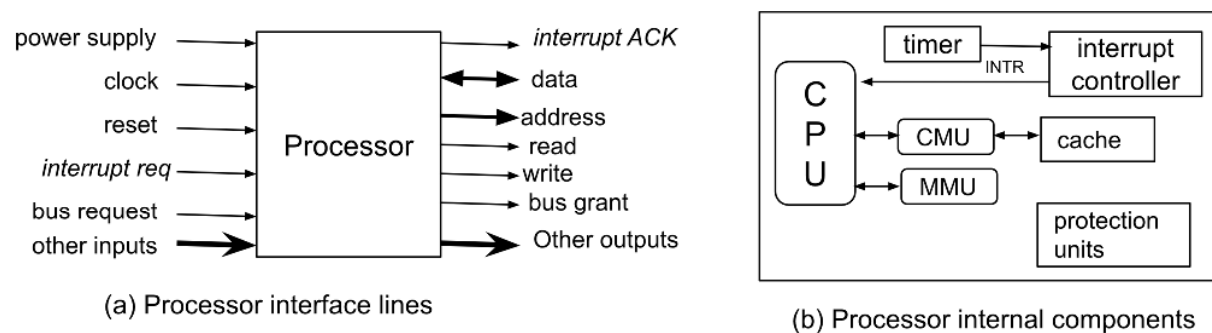 power supply
clock
reset
interrupt req
bus request
other inputs
Processor
interrupt ACK
data
address
read
write
bus grant
Other outputs
(a) Processor interface lines
timer
interrupt
controller
INTR
C
P
U
CMU
cache
MMU
protection
units
(b) Processor internal components